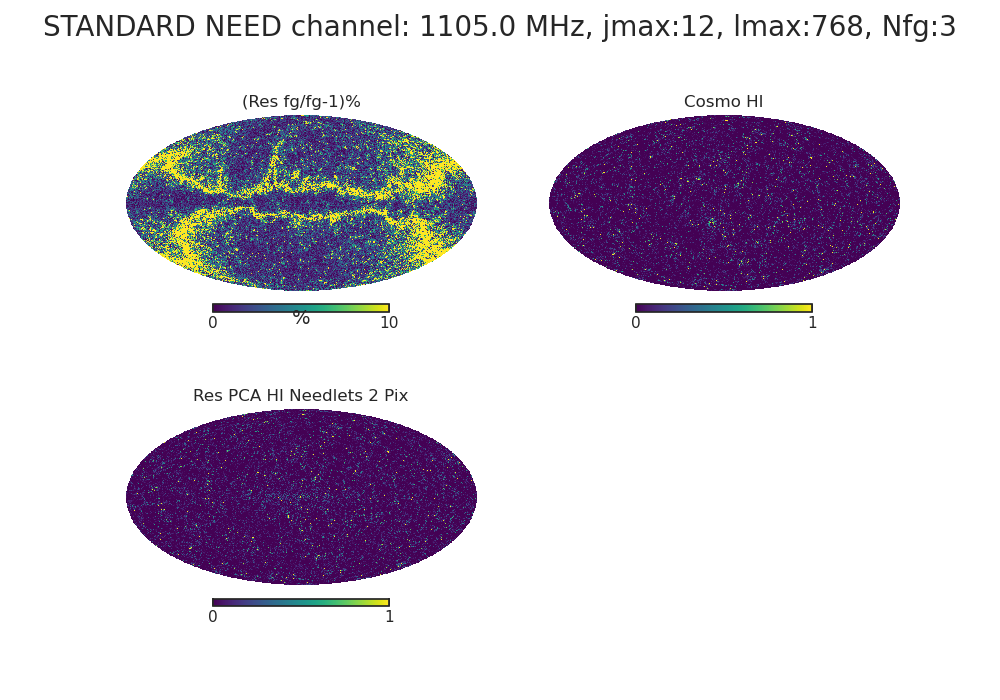 STANDARD NEED channel: 1105.0 MHz, jmax:12, lmax:768, Nfg:3
(Res fg/fg-1)%
Cosmo HI
0 % 10
0 1
Res PCA HI Needlets 2 Pix
0 1